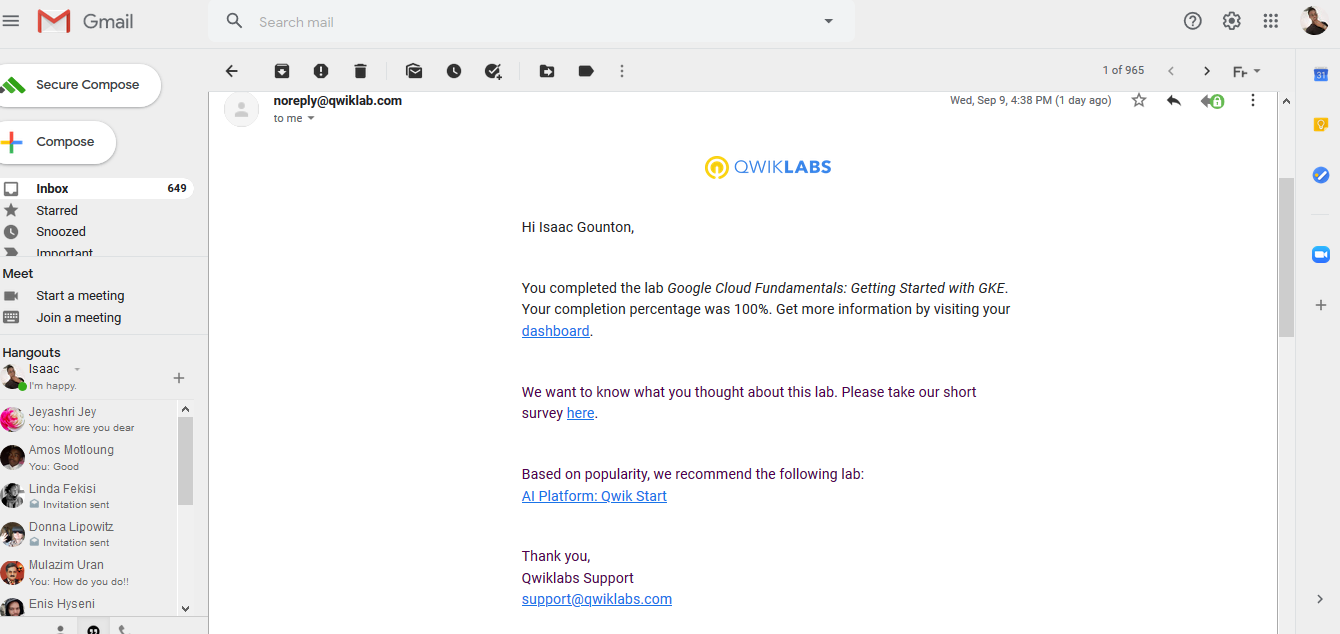 Gmail
Search mail
Secure Compose
Compose
Inbox 649
Starred
Snoozed
Important
Meet
Start a meeting
Join a meeting
Hangouts
Isaac
I'm happy.
Jeyashri Jey
You: how are you dear
Amos Motloung
You: Good
Linda Fekisi
Invitation sent
Donna Lipowitz
Invitation sent
Mulazim Uran
You: How do you do!!
Enis Hyseni
1 of 965
noreply@qwiklab.com
Wed, Sep 9, 4:38 PM (1 day ago)
to me
QWIKLABS
Hi Isaac Gounton,
You completed the lab Google Cloud Fundamentals: Getting Started with GKE.
Your completion percentage was 100%. Get more information by visiting your
dashboard.
We want to know what you thought about this lab. Please take our short
survey here.
Based on popularity, we recommend the following lab:
AI Platform: Qwik Start
Thank you,
Qwiklabs Support
support@qwiklabs.com
31